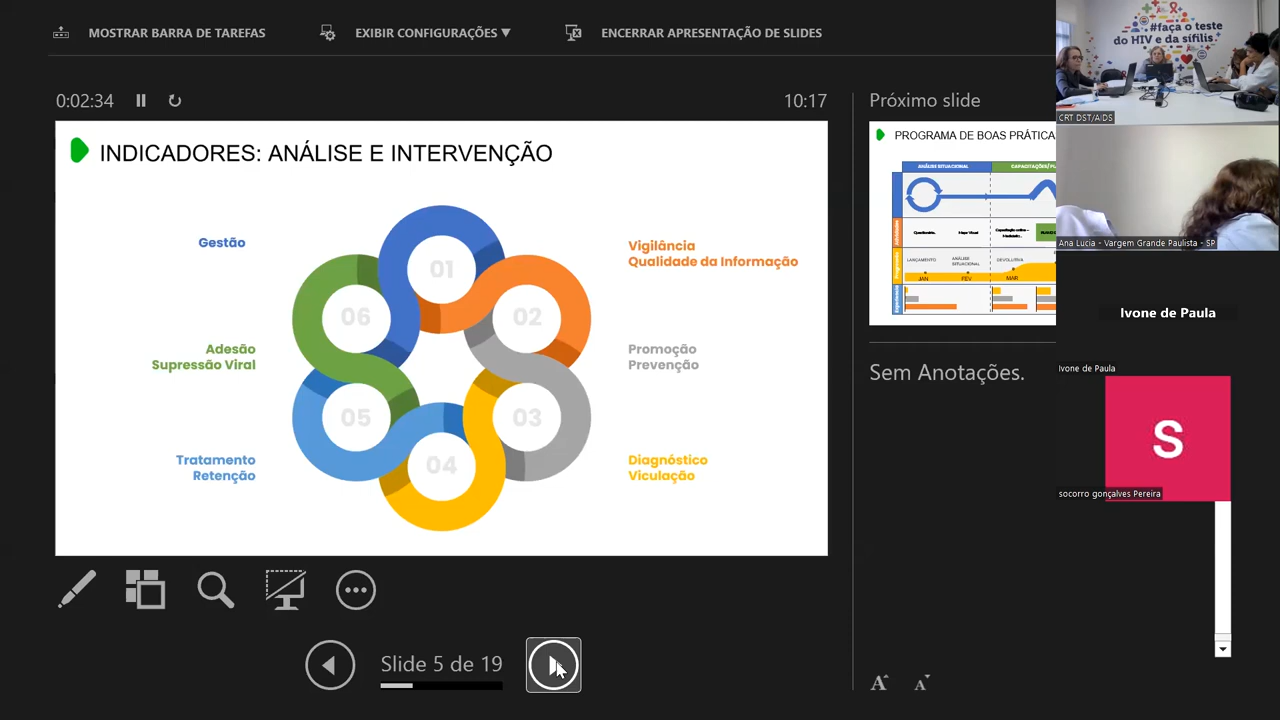 MOSTRAR BARRA DE TAREFAS
EXIBIR CONFIGURAÇÕES ▼
ENCERRAR APRESENTAÇÃO DE SLIDES
0:02:34
10:17
INDICADORES: ANÁLISE E INTERVENÇÃO
01
02
03
04
05
06
Gestão
Vigilância
Qualidade da Informação
Adesão
Supressão Viral
Promoção
Prevenção
Tratamento
Retenção
Diagnóstico
Viculação
Slide 5 de 19
Próximo slide
PROGRAMA DE BOAS PRÁTICA
ANÁLISE SITUACIONAL
LANÇAMENTO
ANÁLISE
SITUACIONAL
DEVOLUTIVA
JAN
FEV
MAR
Sem Anotações.
#faça o teste
do HIV e da sífilis
CRT DST/AIDS
Ana Lucia - Vargem Grande Paulista - SP
Ivone de Paula
Ivone de Paula
S
socorro gonçalves Pereira
A
A